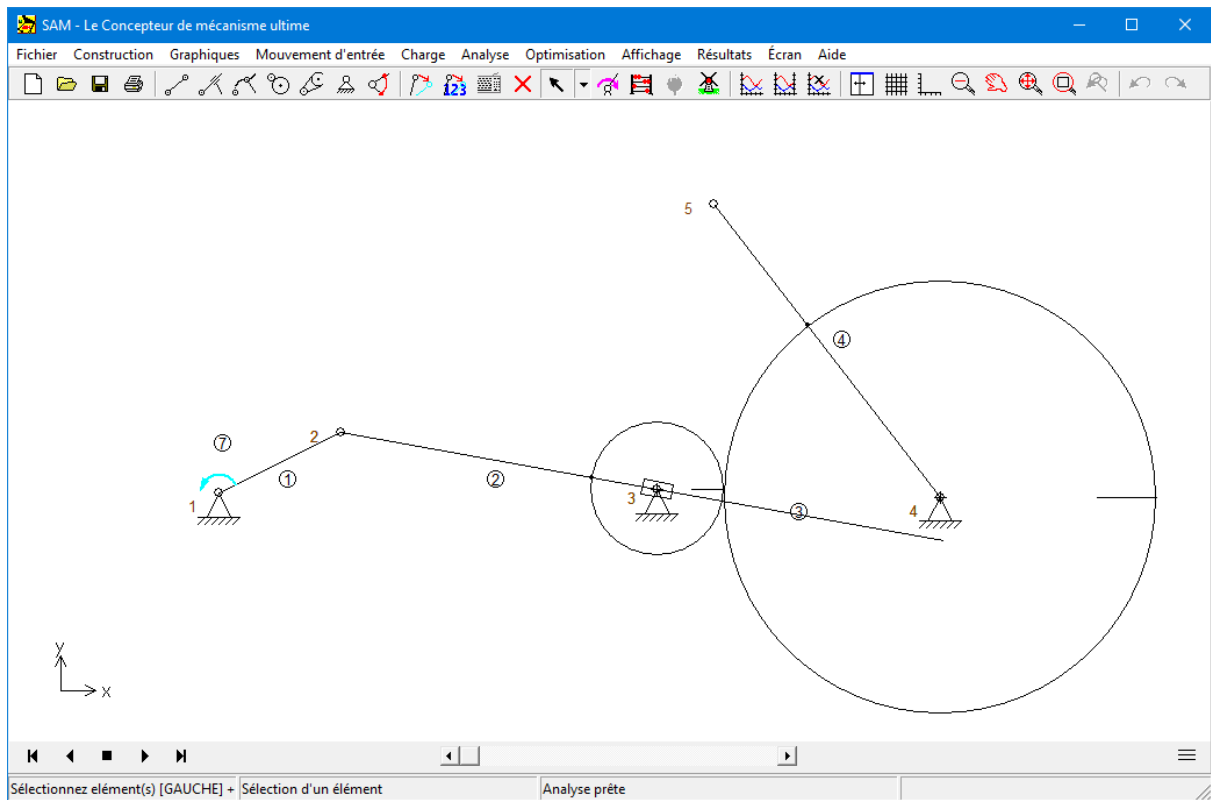 SAM - Le Concepteur de mécanisme ultime
Fichier Construction Graphiques Mouvement d'entrée Charge Analyse Optimisation Affichage Résultats Écran Aide
123
5
4
7
2
1
2
3
1
3
4
y
x
Sélectionnez elément(s) [GAUCHE] + Sélection d'un élément Analyse prête